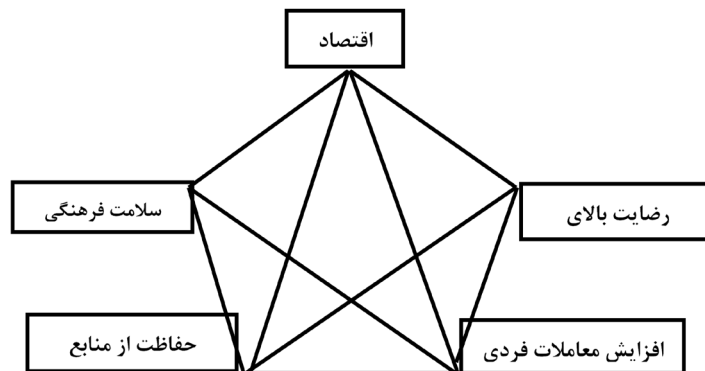 اقتصاد
رضایت بالای
سلامت فرهنگی
افزایش معاملات فردی
حفاظت از منابع